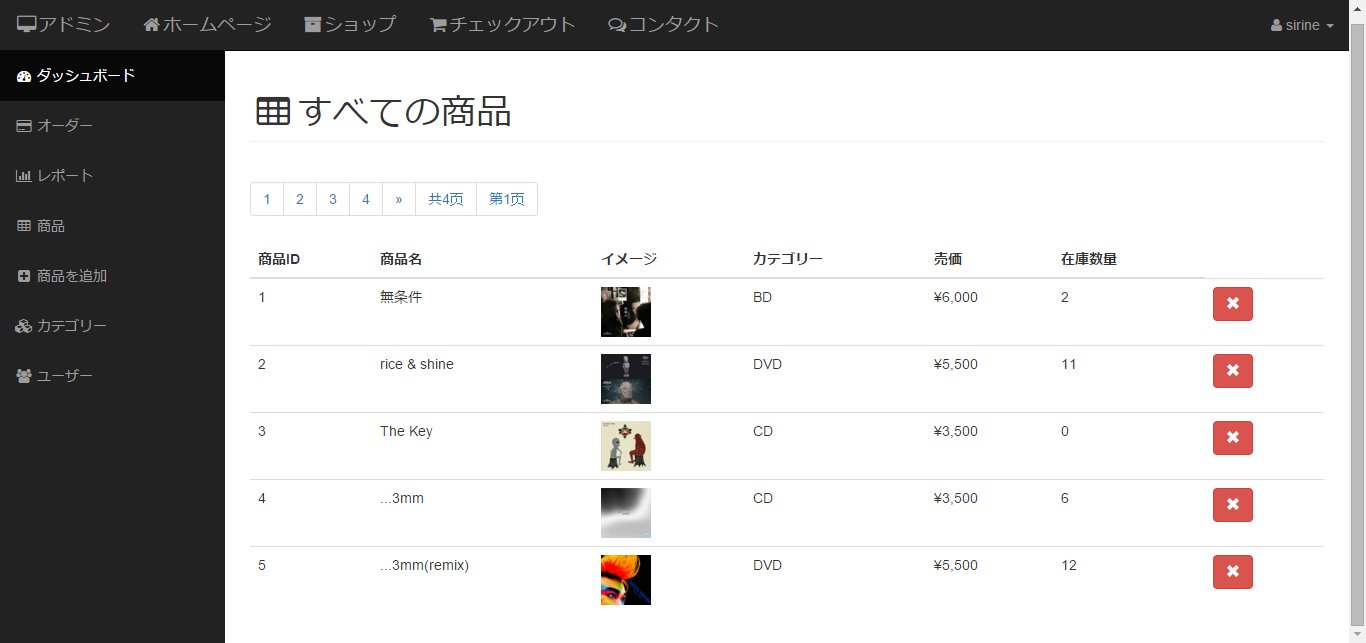 アドミン ホームページ ショップ チェックアウト コンタクト sirine
ダッシュボード
オーダー
レポート
商品
商品を追加
カテゴリー
ユーザー
すべての商品
1 2 3 4 » 共4页 第1页
商品ID 商品名 イメージ カテゴリー 売価 在庫数量
1 無条件 BD ¥6,000 2
2 rice & shine DVD ¥5,500 11
3 The Key CD ¥3,500 0
4 ...3mm CD ¥3,500 6
5 ...3mm(remix) DVD ¥5,500 12